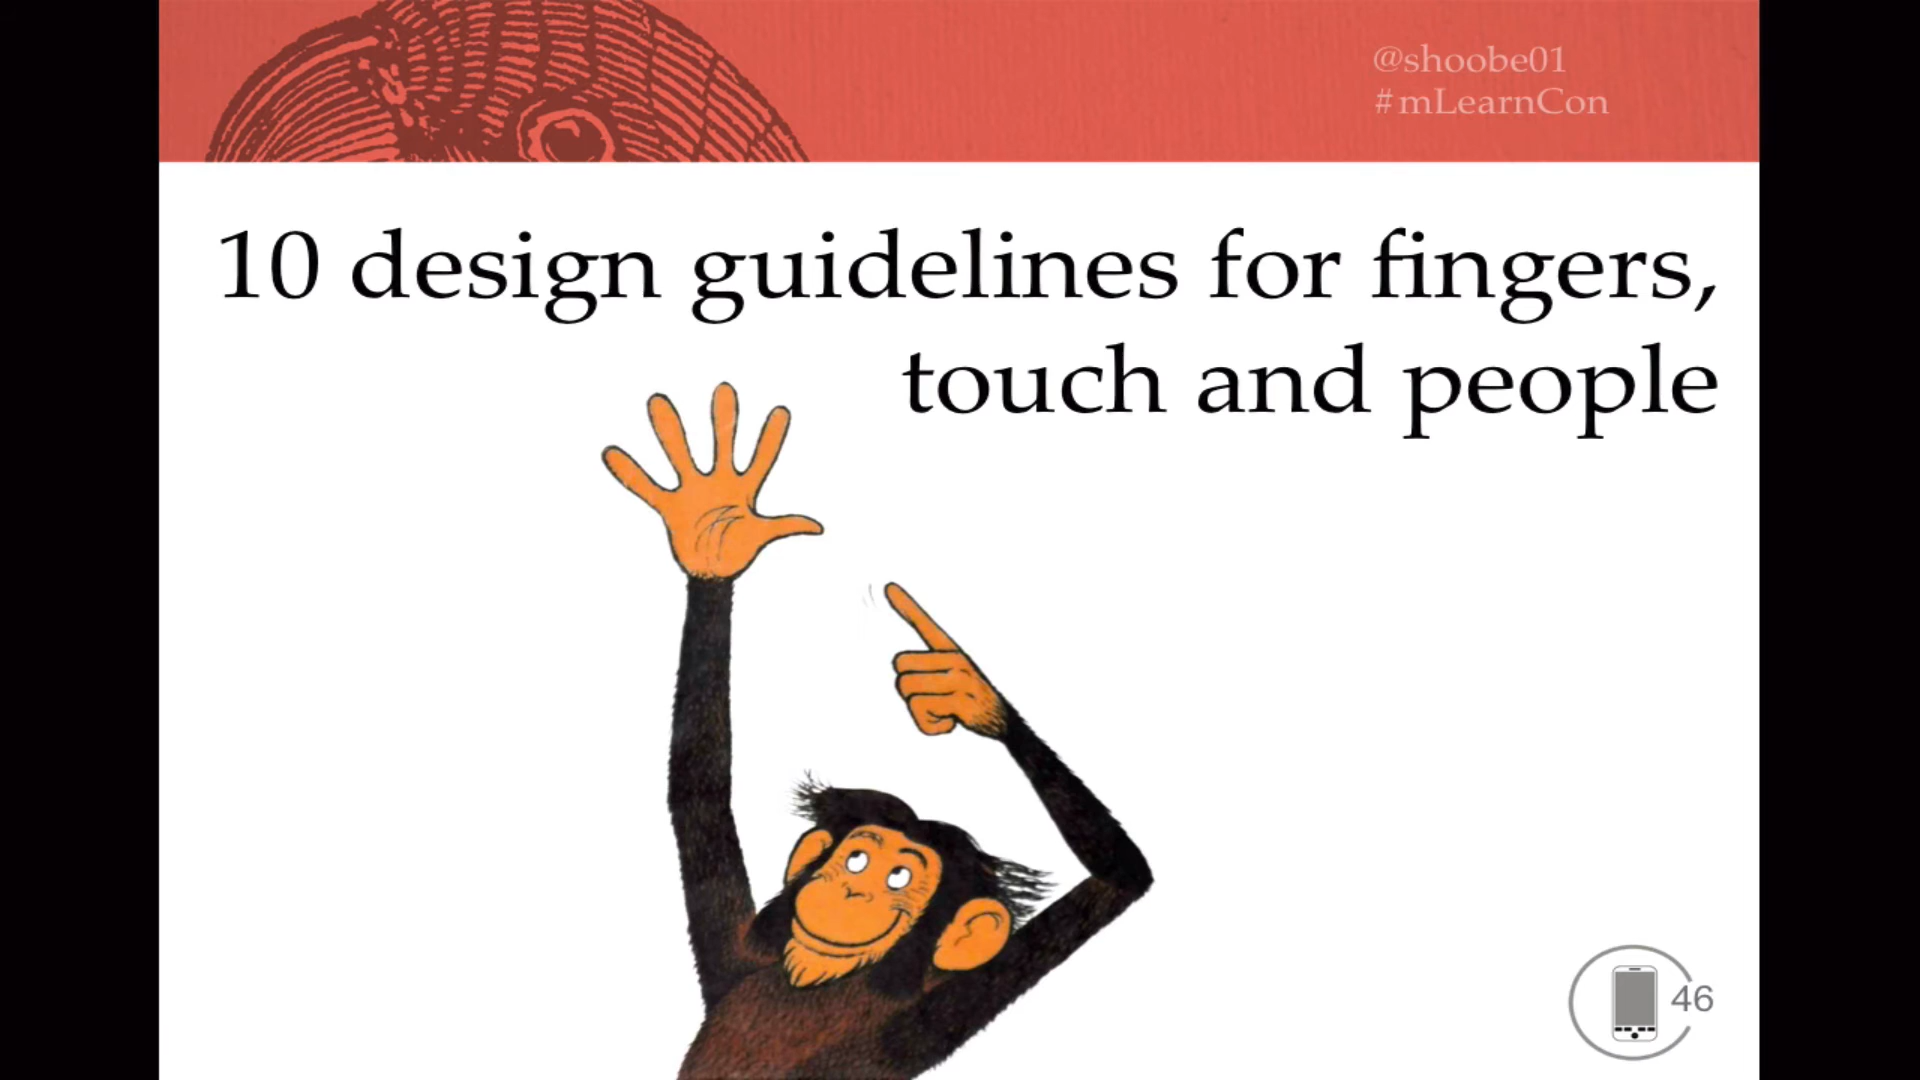 @shoobe01
#mLearnCon
10 design guidelines for fingers,
touch and people
46